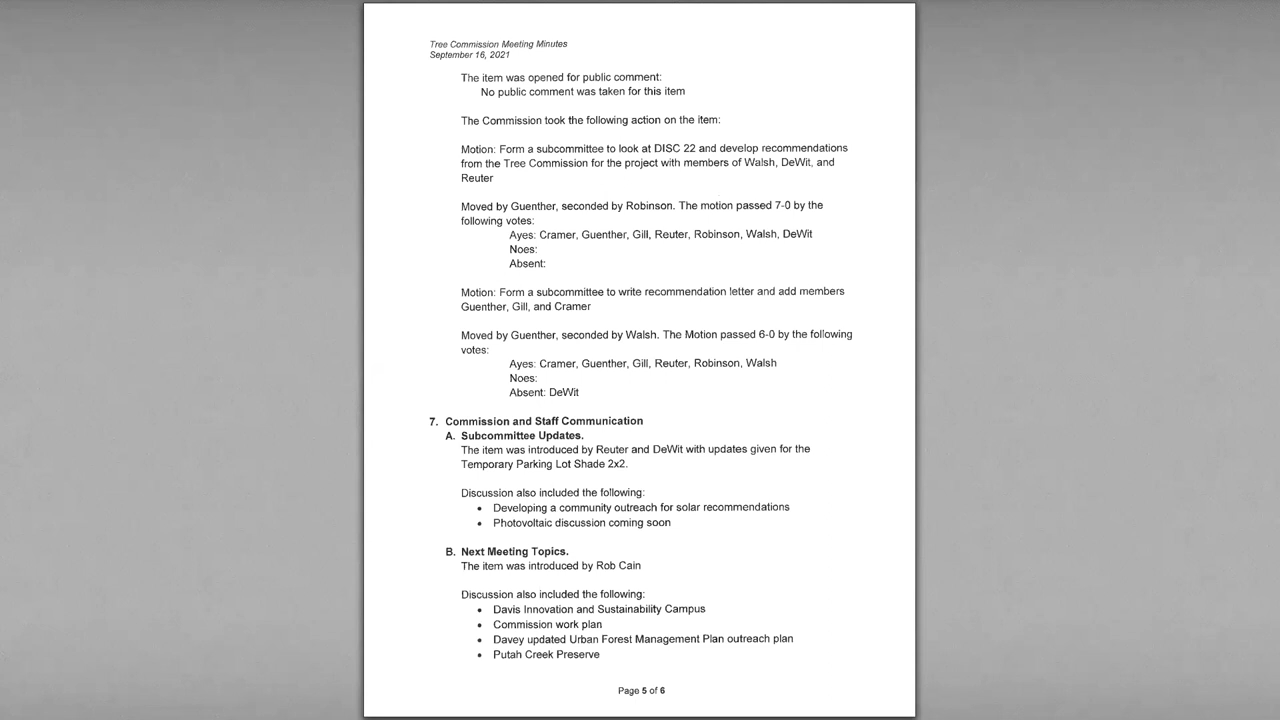 Tree Commission Meeting Minutes
September 16, 2021
The item was opened for public comment:
No public comment was taken for this item
The Commission took the following action on the item:
Motion: Form a subcommittee to look at DISC 22 and develop recommendations
from the Tree Commission for the project with members of Walsh, DeWit, and
Reuter
Moved by Guenther, seconded by Robinson. The motion passed 7-0 by the
following votes:
Ayes: Cramer, Guenther, Gill, Reuter, Robinson, Walsh, DeWit
Noes:
Absent:
Motion: Form a subcommittee to write recommendation letter and add members
Guenther, Gill, and Cramer
Moved by Guenther, seconded by Walsh. The Motion passed 6-0 by the following
votes:
Ayes: Cramer, Guenther, Gill, Reuter, Robinson, Walsh
Noes:
Absent: DeWit
7. Commission and Staff Communication
A. Subcommittee Updates.
The item was introduced by Reuter and DeWit with updates given for the
Temporary Parking Lot Shade 2x2.
Discussion also included the following:
• Developing a community outreach for solar recommendations
• Photovoltaic discussion coming soon
B. Next Meeting Topics.
The item was introduced by Rob Cain
Discussion also included the following:
• Davis Innovation and Sustainability Campus
• Commission work plan
• Davey updated Urban Forest Management Plan outreach plan
• Putah Creek Preserve
Page 5 of 6